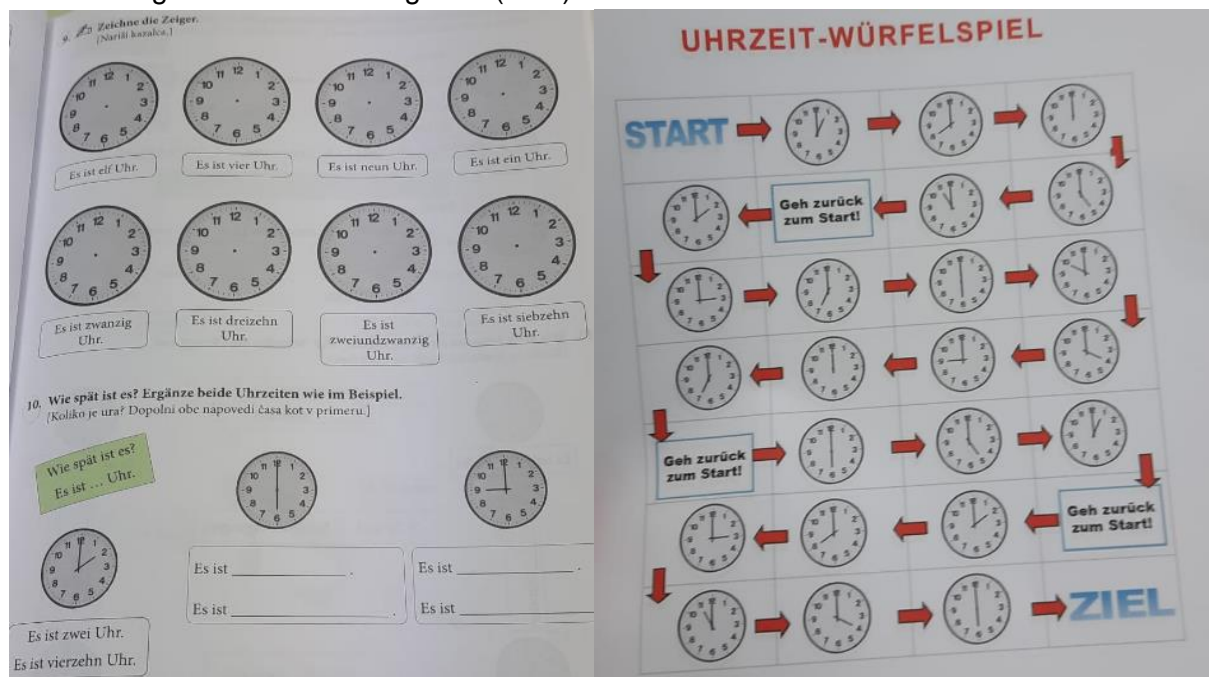 9. Zeichne die Zeiger.
[Nariši kazalce.]
Es ist elf Uhr.
Es ist vier Uhr.
Es ist neun Uhr.
Es ist ein Uhr.
Es ist zwanzig
Uhr.
Es ist dreizehn
Uhr.
Es ist
zweiundzwanzig
Uhr.
Es ist siebzehn
Uhr.
10. Wie spät ist es? Ergänze beide Uhrzeiten wie im Beispiel.
[Koliko je ura? Dopolni obe napovedi časa kot v primeru.]
Wie spät ist es?
Es ist ... Uhr.
Es ist zwei Uhr.
Es ist vierzehn Uhr.
Es ist ____________ .
Es ist ____________ .
Es ist ____________ .
Es ist ____________
UHRZEIT-WÜRFELSPIEL
START
Geh zurück
zum Start!
Geh zurück
zum Start!
Geh zurück
zum Start!
ZIEL